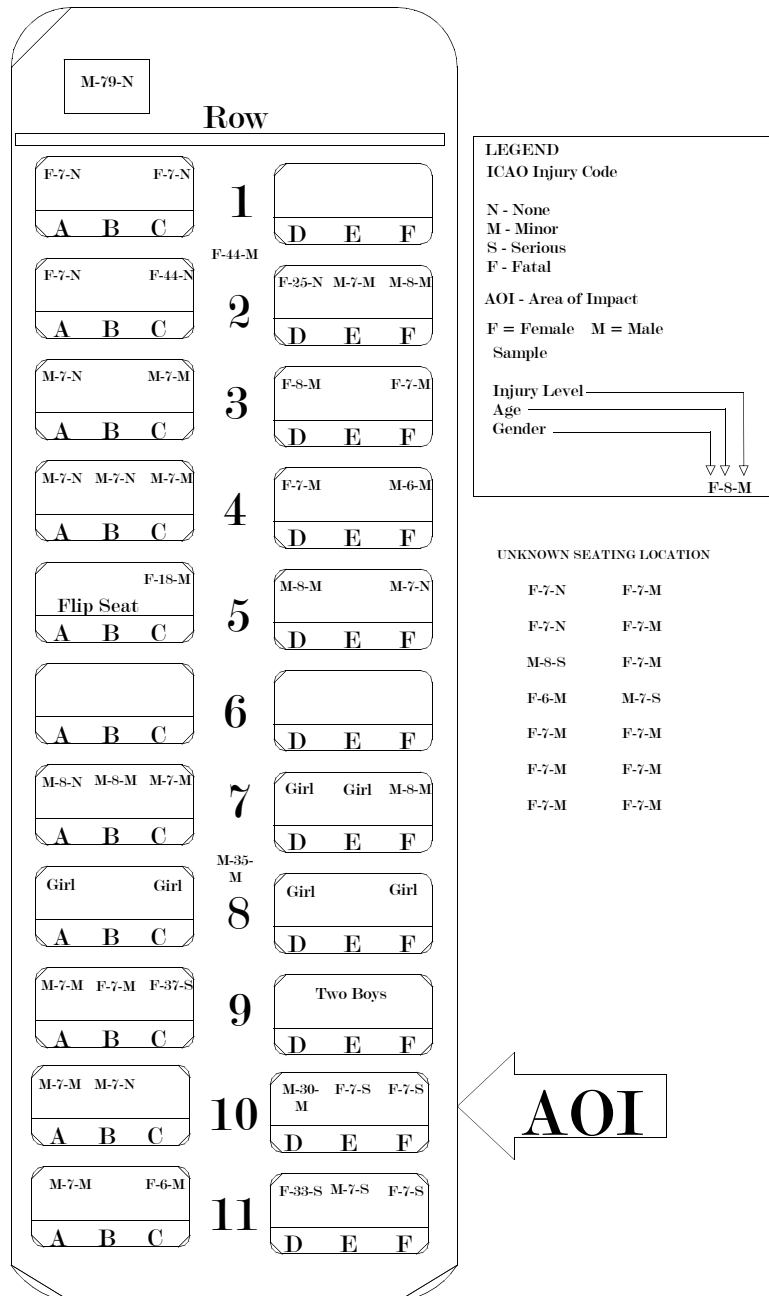 M-79-N
Row
F-7-N F-7-N
A B C
1
D E F
F-44-M
F-7-N F-44-N
A B C
2
F-25-N M-7-M M-8-M
D E F
M-7-N M-7-M
A B C
3
F-8-M F-7-M
D E F
M-7-N M-7-N M-7-M
A B C
4
F-7-M M-6-M
D E F
F-18-M
Flip Seat
A B C
5
M-8-M M-7-N
D E F
A B C
6
D E F
M-8-N M-8-M M-7-M
A B C
7
Girl Girl M-8-M
D E F
M-35-
M
Girl Girl
A B C
8
Girl Girl
D E F
M-7-M F-7-M F-37-S
A B C
9
Two Boys
D E F
M-7-M M-7-N
A B C
10
M-30- F-7-S F-7-S
M
D E F
M-7-M F-6-M
A B C
11
F-33-S M-7-S F-7-S
D E F
LEGEND
ICAO Injury Code
N - None
M - Minor
S - Serious
F - Fatal
AOI - Area of Impact
F = Female M = Male
Sample
Injury Level
Age
Gender
F-8-M
UNKNOWN SEATING LOCATION
F-7-N F-7-M
F-7-N F-7-M
M-8-S F-7-M
F-6-M M-7-S
F-7-M F-7-M
F-7-M F-7-M
F-7-M F-7-M
AOI